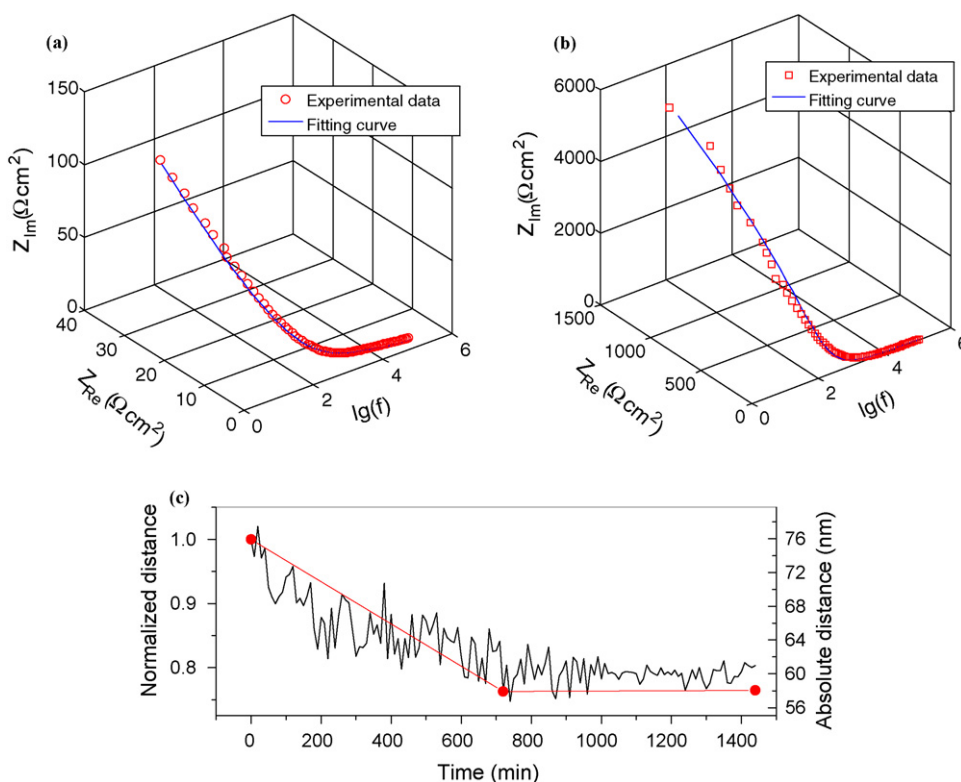 (a)
Experimental data
Fitting curve
150
100
50
0
Z_Im(Ωcm²)
40
30
20
10
0
Z_Re (Ωcm²)
0
2
4
6
lg(f)
(b)
Experimental data
Fitting curve
6000
4000
2000
0
Z_Im(Ωcm²)
1500
1000
500
0
Z_Re (Ωcm²)
0
2
4
6
lg(f)
(c)
Normalized distance
1.0
0.9
0.8
76
72
68
64
60
56
Absolute distance (nm)
0 200 400 600 800 1000 1200 1400
Time (min)